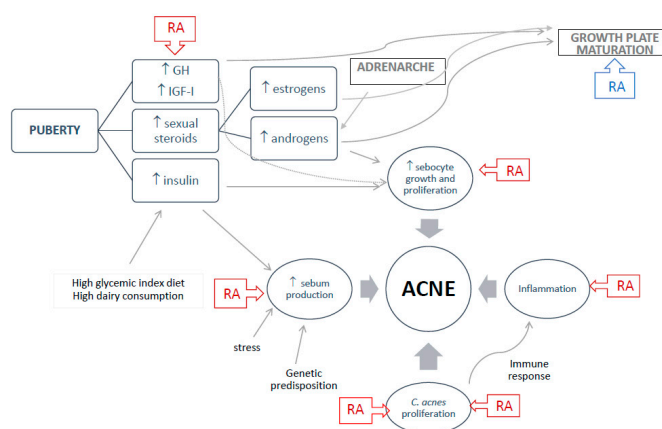 RA
GROWTH PLATE
MATURATION
↑ GH
↑ IGF-I
ADRENARCHE
RA
↑ estrogens
PUBERTY
↑ sexual
steroids
↑ androgens
↑ insulin
↑ sebocyte
growth and
proliferation
RA
High glycemic index diet
High dairy consumption
RA
↑ sebum
production
ACNE
Inflammation
RA
stress
Genetic
predisposition
Immune
response
RA
C. acnes
proliferation
RA